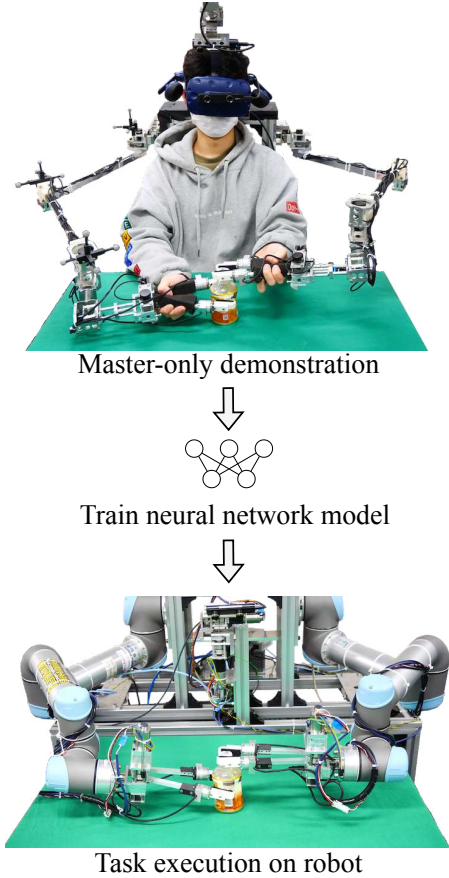 Master-only demonstration
Train neural network model
Task execution on robot